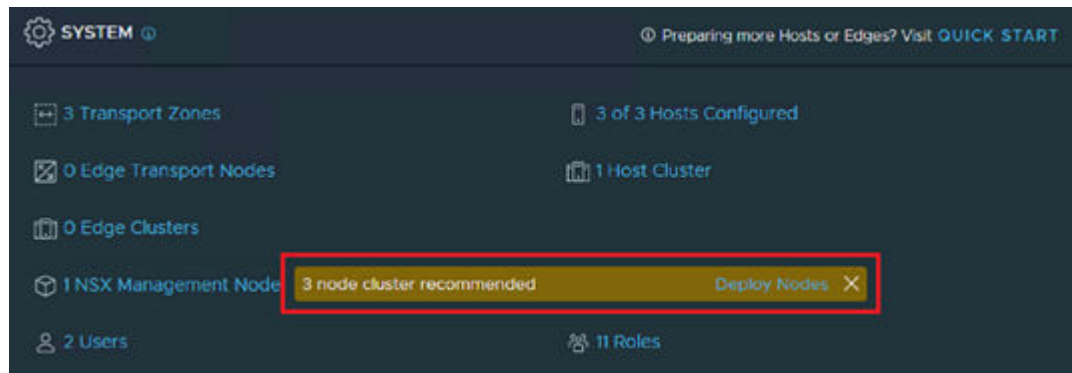 SYSTEM
Preparing more Hosts or Edges? Visit QUICK START
3 Transport Zones
3 of 3 Hosts Configured
0 Edge Transport Nodes
1 Host Cluster
0 Edge Clusters
1 NSX Management Node
3 node cluster recommended
Deploy Nodes
2 Users
11 Roles